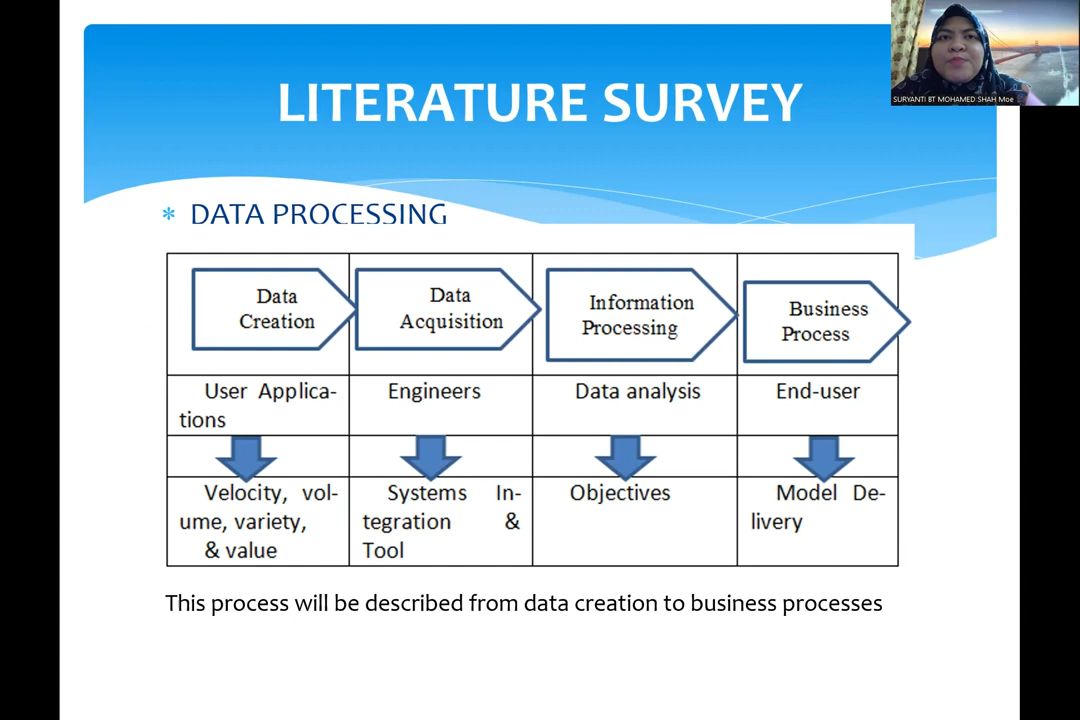 LITERATURE SURVEY
SURYANTI BT MOHAMED SHAH Moe
* DATA PROCESSING
Data
Creation
Data
Acquisition
Information
Processing
Business
Process
User Applica-
tions
Engineers
Data analysis
End-user
Velocity, vol-
ume, variety,
& value
Systems In-
tegration &
Tool
Objectives
Model De-
livery
This process will be described from data creation to business processes